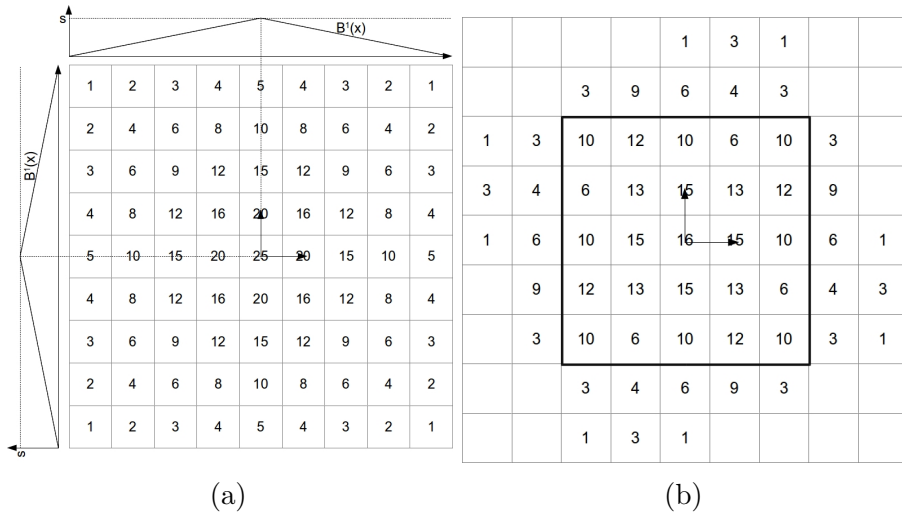 s
B¹(x)
1 2 3 4 5 4 3 2 1
2 4 6 8 10 8 6 4 2
3 6 9 12 15 12 9 6 3
4 8 12 16 20 16 12 8 4
5 10 15 20 25 20 15 10 5
4 8 12 16 20 16 12 8 4
3 6 9 12 15 12 9 6 3
2 4 6 8 10 8 6 4 2
1 2 3 4 5 4 3 2 1
B¹(x)
s
(a)
1 3 1
3 9 6 4 3
1 3 10 12 10 6 10 3
3 4 6 13 15 13 12 9
1 6 10 15 16 15 10 6 1
9 12 13 15 13 6 4 3
3 10 6 10 12 10 3 1
3 4 6 9 3
1 3 1
(b)